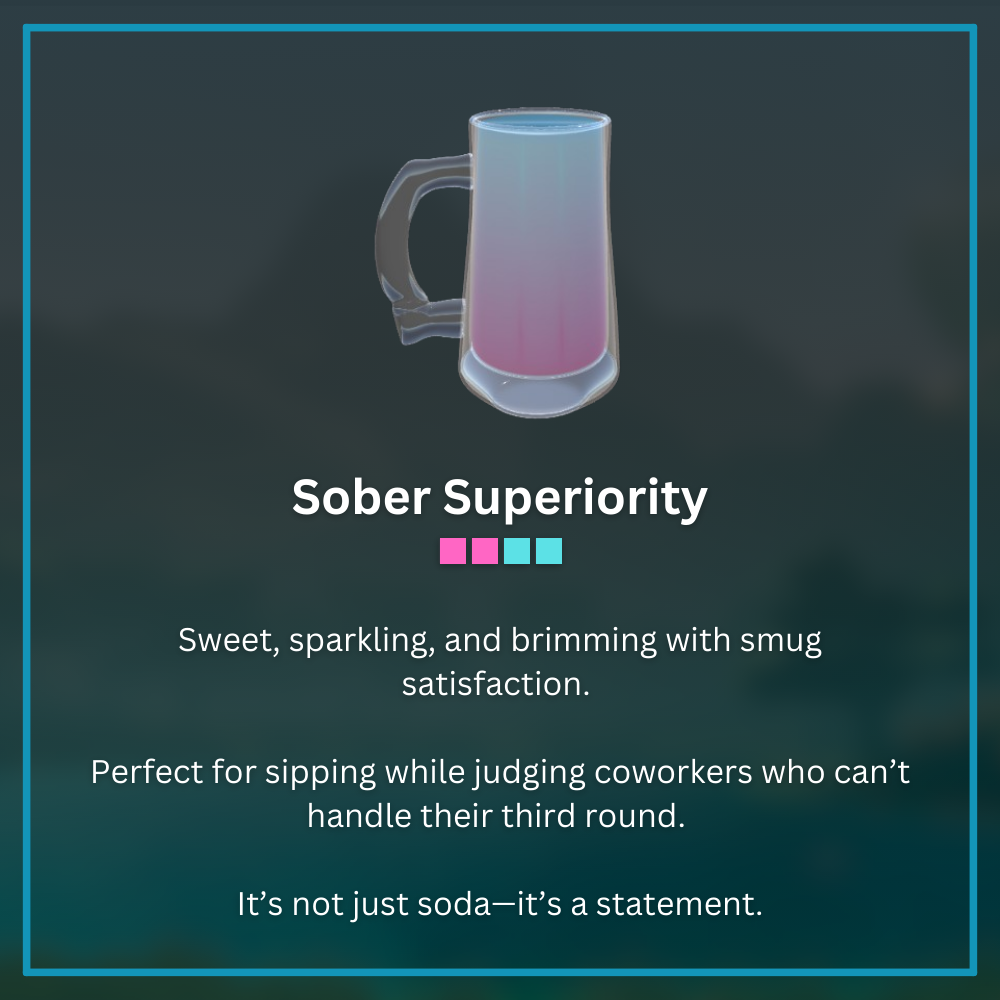 Sober Superiority
Sweet, sparkling, and brimming with smug
satisfaction.
Perfect for sipping while judging coworkers who can’t
handle their third round.
It’s not just soda—it’s a statement.